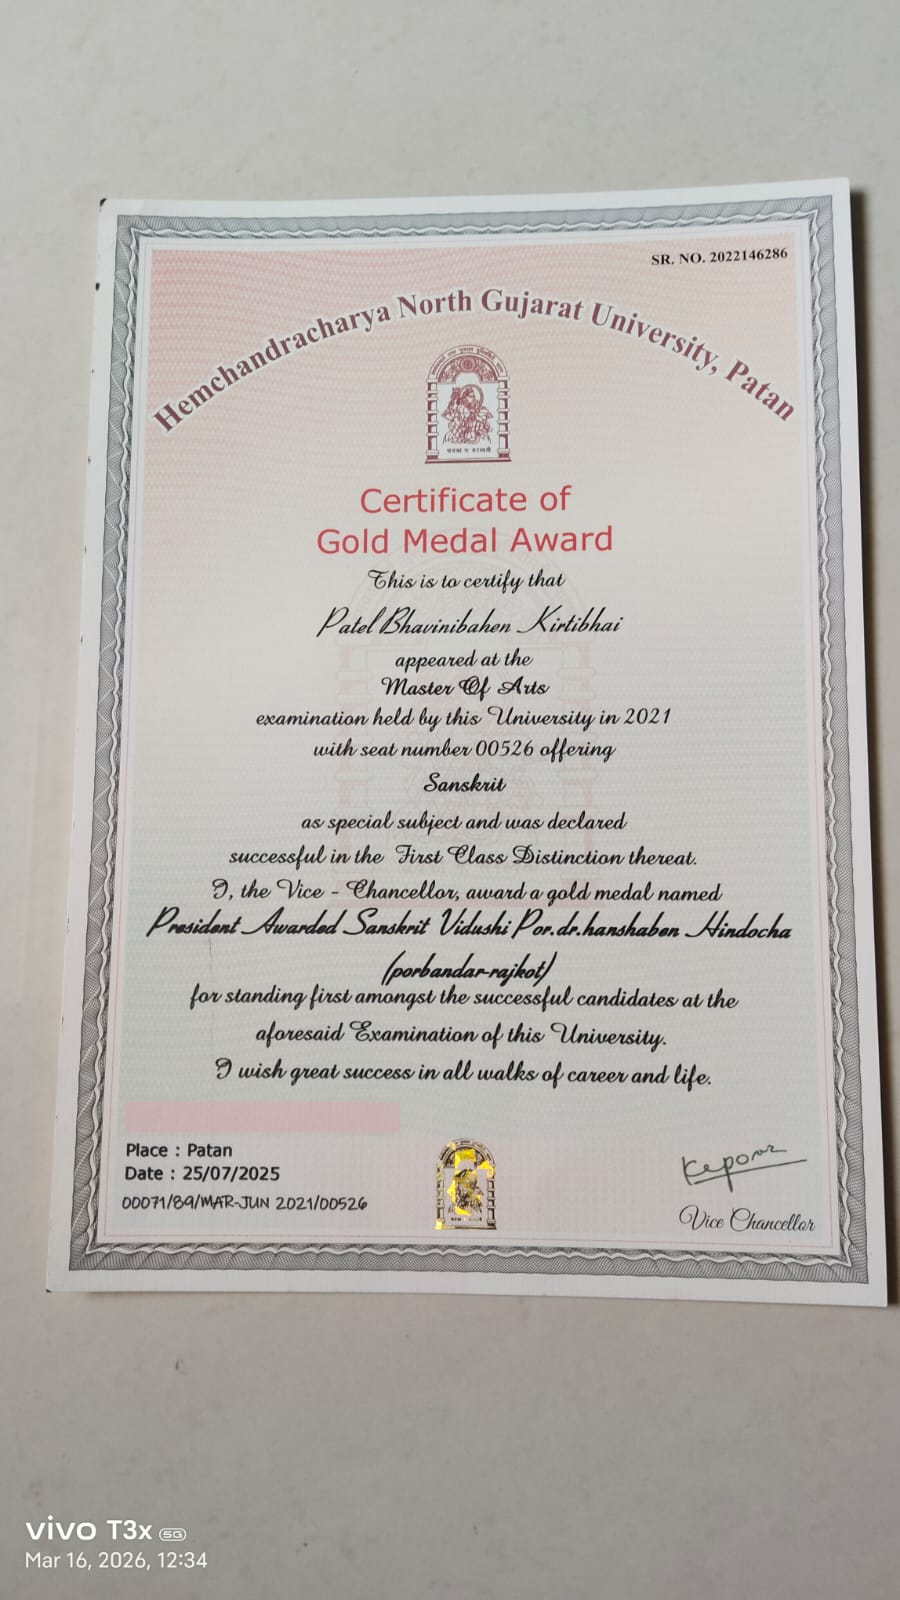 SR. NO. 2022146286
Hemchandracharya North Gujarat University, Patan
Certificate of
Gold Medal Award
This is to certify that
Patel Bhavinibahen Kirtibhai
appeared at the
Master Of Arts
examination held by this University in 2021
with seat number 00526 offering
Sanskrit
as special subject and was declared
successful in the First Class Distinction thereat.
I, the Vice - Chancellor, award a gold medal named
President Awarded Sanskrit Vidushi Por.dr.hanshaben Hindocha
(porbandar-rajkot)
for standing first amongst the successful candidates at the
aforesaid Examination of this University.
I wish great success in all walks of career and life.
Place : Patan
Date : 25/07/2025
00071/89/MAR-JUN 2021/00526
Vice Chancellor
vivo T3x 5G
Mar 16, 2026, 12:34